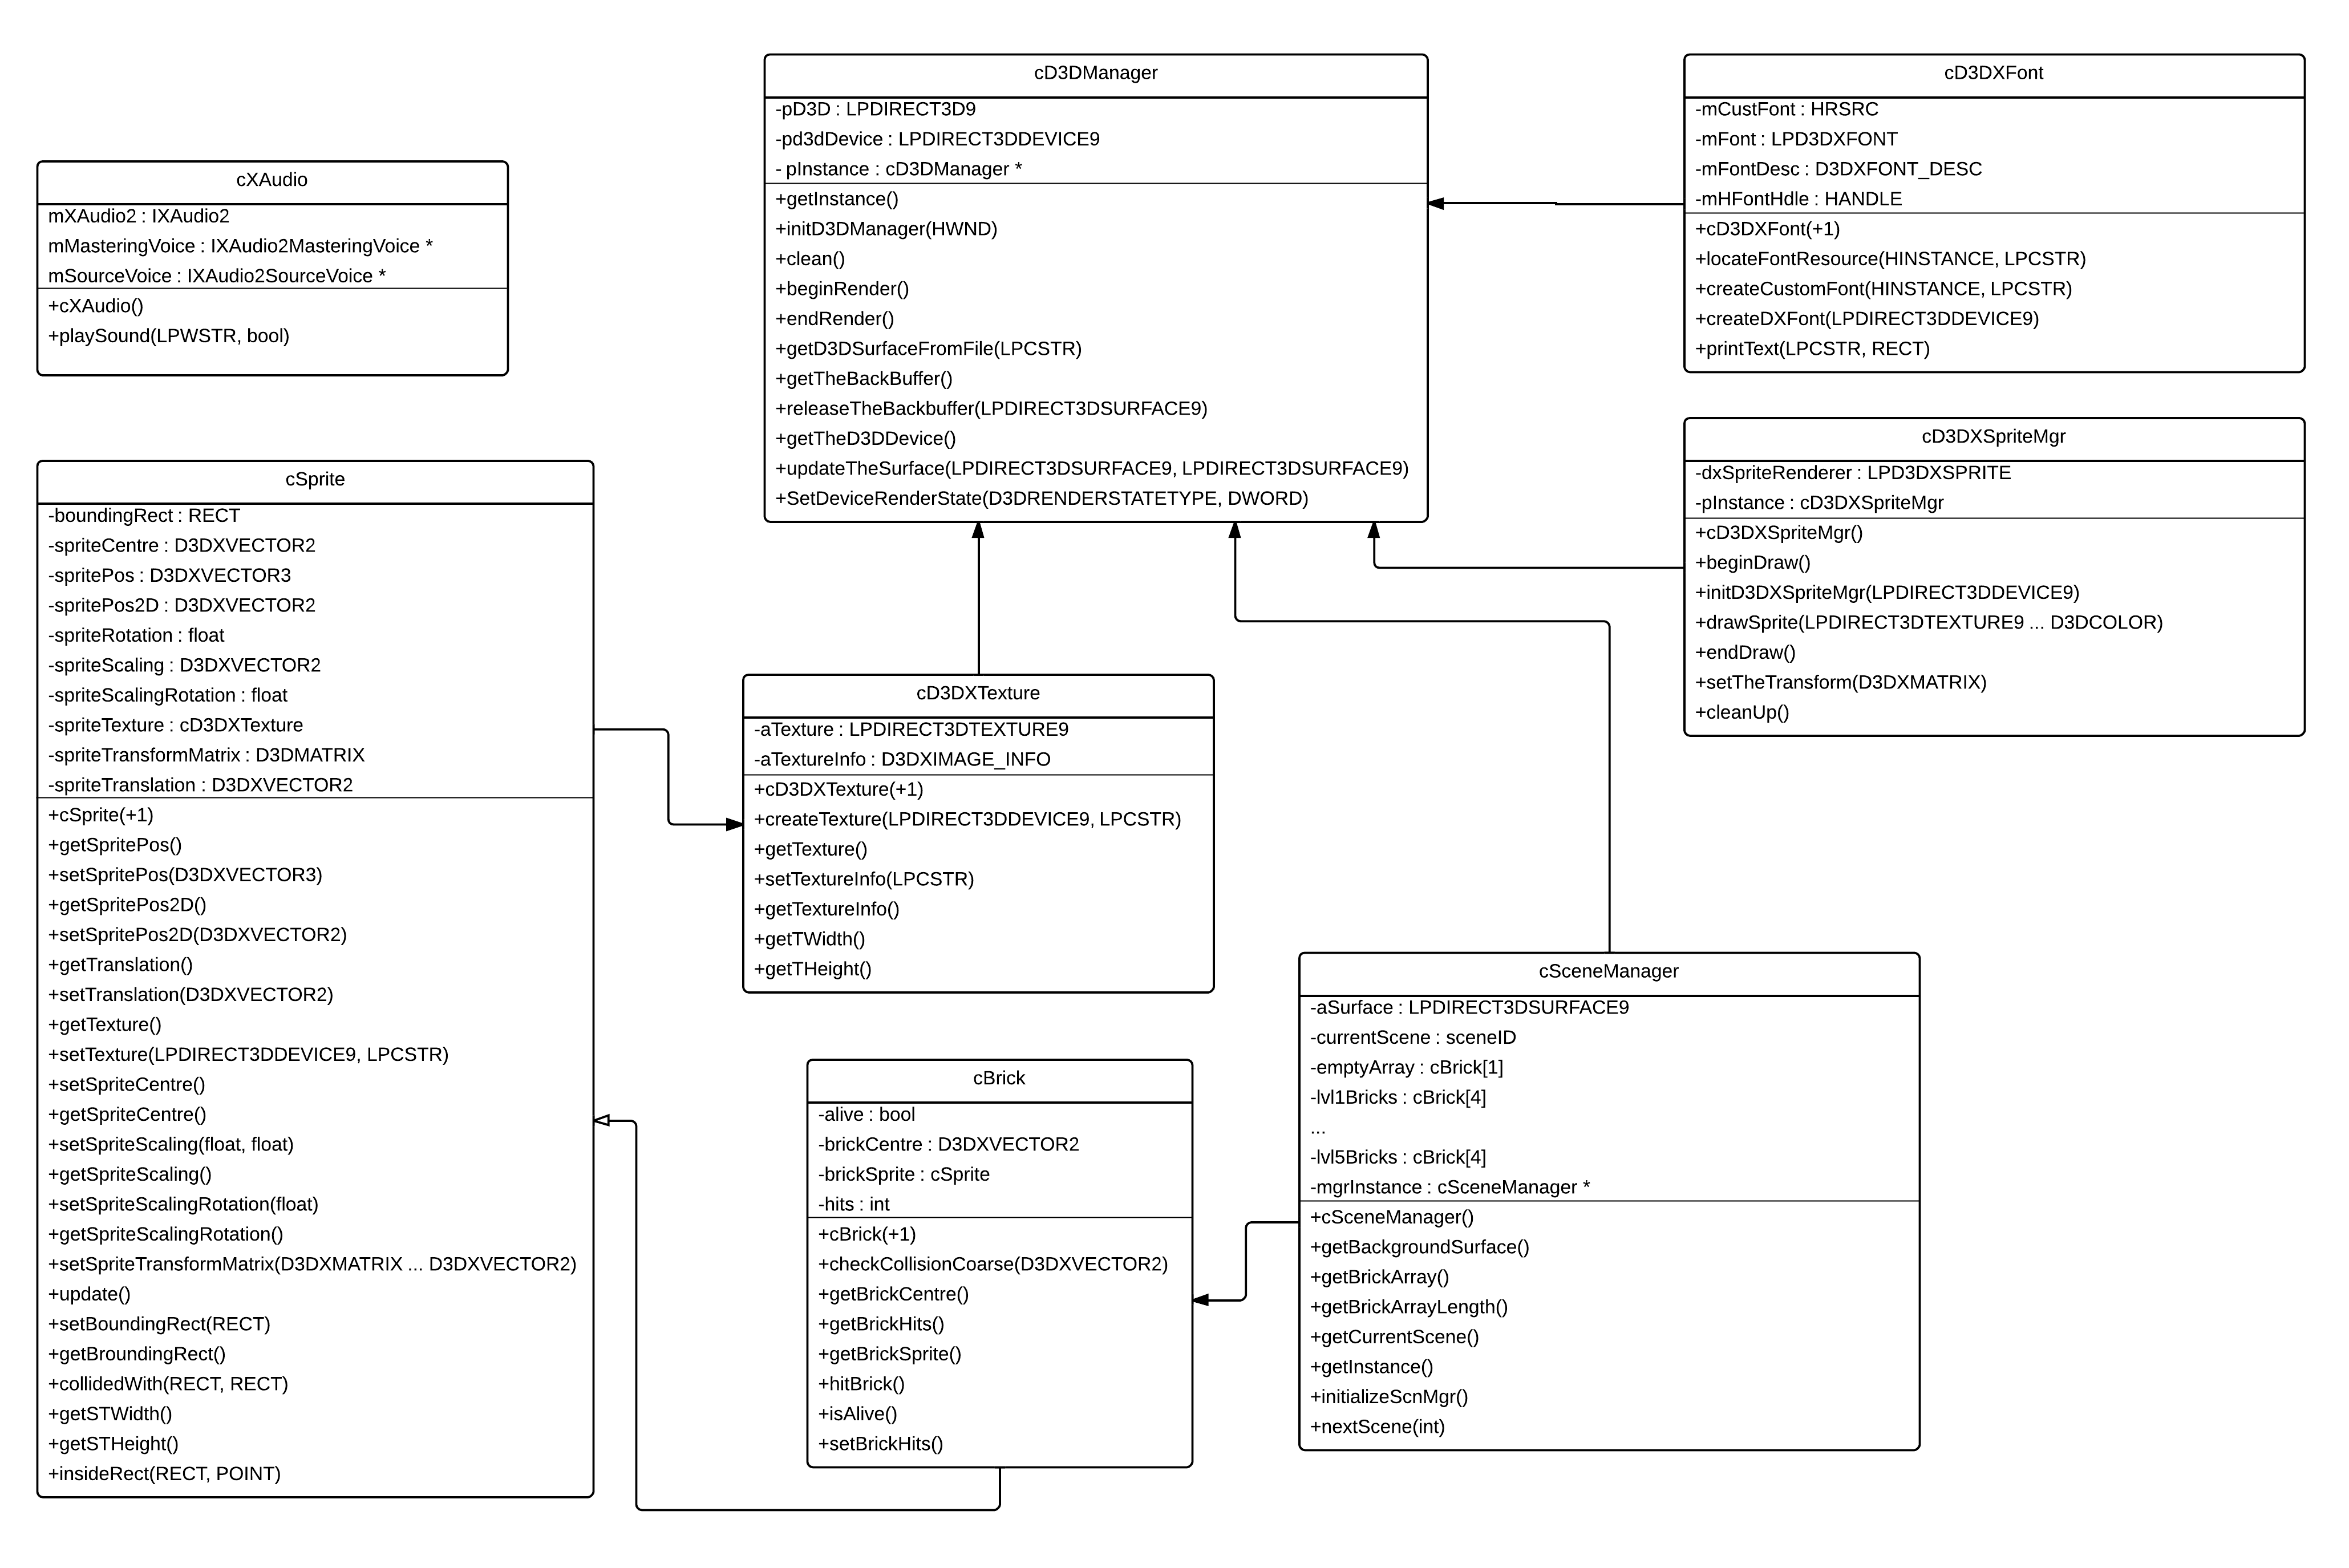 cXAudio
mXAudio2 : IXAudio2
mMasteringVoice : IXAudio2MasteringVoice *
mSourceVoice : IXAudio2SourceVoice *
+cXAudio()
+playSound(LPWSTR, bool)
cD3DManager
-pD3D : LPDIRECT3D9
-pd3dDevice : LPDIRECT3DDEVICE9
- pInstance : cD3DManager *
+getInstance()
+initD3DManager(HWND)
+clean()
+beginRender()
+endRender()
+getD3DSurfaceFromFile(LPCSTR)
+getTheBackBuffer()
+releaseTheBackbuffer(LPDIRECT3DSURFACE9)
+getTheD3DDevice()
+updateTheSurface(LPDIRECT3DSURFACE9, LPDIRECT3DSURFACE9)
+SetDeviceRenderState(D3DRENDERSTATETYPE, DWORD)
cD3DXFont
-mCustFont : HRSRC
-mFont : LPD3DXFONT
-mFontDesc : D3DXFONT_DESC
-mHFontHdle : HANDLE
+cD3DXFont(+1)
+locateFontResource(HINSTANCE, LPCSTR)
+createCustomFont(HINSTANCE, LPCSTR)
+createDXFont(LPDIRECT3DDEVICE9)
+printText(LPCSTR, RECT)
cD3DXSpriteMgr
-dxSpriteRenderer : LPD3DXSPRITE
-pInstance : cD3DXSpriteMgr
+cD3DXSpriteMgr()
+beginDraw()
+initD3DXSpriteMgr(LPDIRECT3DDEVICE9)
+drawSprite(LPDIRECT3DTEXTURE9 ... D3DCOLOR)
+endDraw()
+setTheTransform(D3DXMATRIX)
+cleanUp()
cSprite
-boundingRect : RECT
-spriteCentre : D3DXVECTOR2
-spritePos : D3DXVECTOR3
-spritePos2D : D3DXVECTOR2
-spriteRotation : float
-spriteScaling : D3DXVECTOR2
-spriteScalingRotation : float
-spriteTexture : cD3DXTexture
-spriteTransformMatrix : D3DMATRIX
-spriteTranslation : D3DXVECTOR2
+cSprite(+1)
+getSpritePos()
+setSpritePos(D3DXVECTOR3)
+getSpritePos2D()
+setSpritePos2D(D3DXVECTOR2)
+getTranslation()
+setTranslation(D3DXVECTOR2)
+getTexture()
+setTexture(LPDIRECT3DDEVICE9, LPCSTR)
+setSpriteCentre()
+getSpriteCentre()
+setSpriteScaling(float, float)
+getSpriteScaling()
+setSpriteScalingRotation(float)
+getSpriteScalingRotation()
+setSpriteTransformMatrix(D3DXMATRIX ... D3DXVECTOR2)
+update()
+setBoundingRect(RECT)
+getBroundingRect()
+collidedWith(RECT, RECT)
+getSTWidth()
+getSTHeight()
+insideRect(RECT, POINT)
cD3DXTexture
-aTexture : LPDIRECT3DTEXTURE9
-aTextureInfo : D3DXIMAGE_INFO
+cD3DXTexture(+1)
+createTexture(LPDIRECT3DDEVICE9, LPCSTR)
+getTexture()
+setTextureInfo(LPCSTR)
+getTextureInfo()
+getTWidth()
+getTHeight()
cBrick
-alive : bool
-brickCentre : D3DXVECTOR2
-brickSprite : cSprite
-hits : int
+cBrick(+1)
+checkCollisionCoarse(D3DXVECTOR2)
+getBrickCentre()
+getBrickHits()
+getBrickSprite()
+hitBrick()
+isAlive()
+setBrickHits()
cSceneManager
-aSurface : LPDIRECT3DSURFACE9
-currentScene : sceneID
-emptyArray : cBrick[1]
-lvl1Bricks : cBrick[4]
...
-lvl5Bricks : cBrick[4]
-mgrInstance : cSceneManager *
+cSceneManager()
+getBackgroundSurface()
+getBrickArray()
+getBrickArrayLength()
+getCurrentScene()
+getInstance()
+initializeScnMgr()
+nextScene(int)